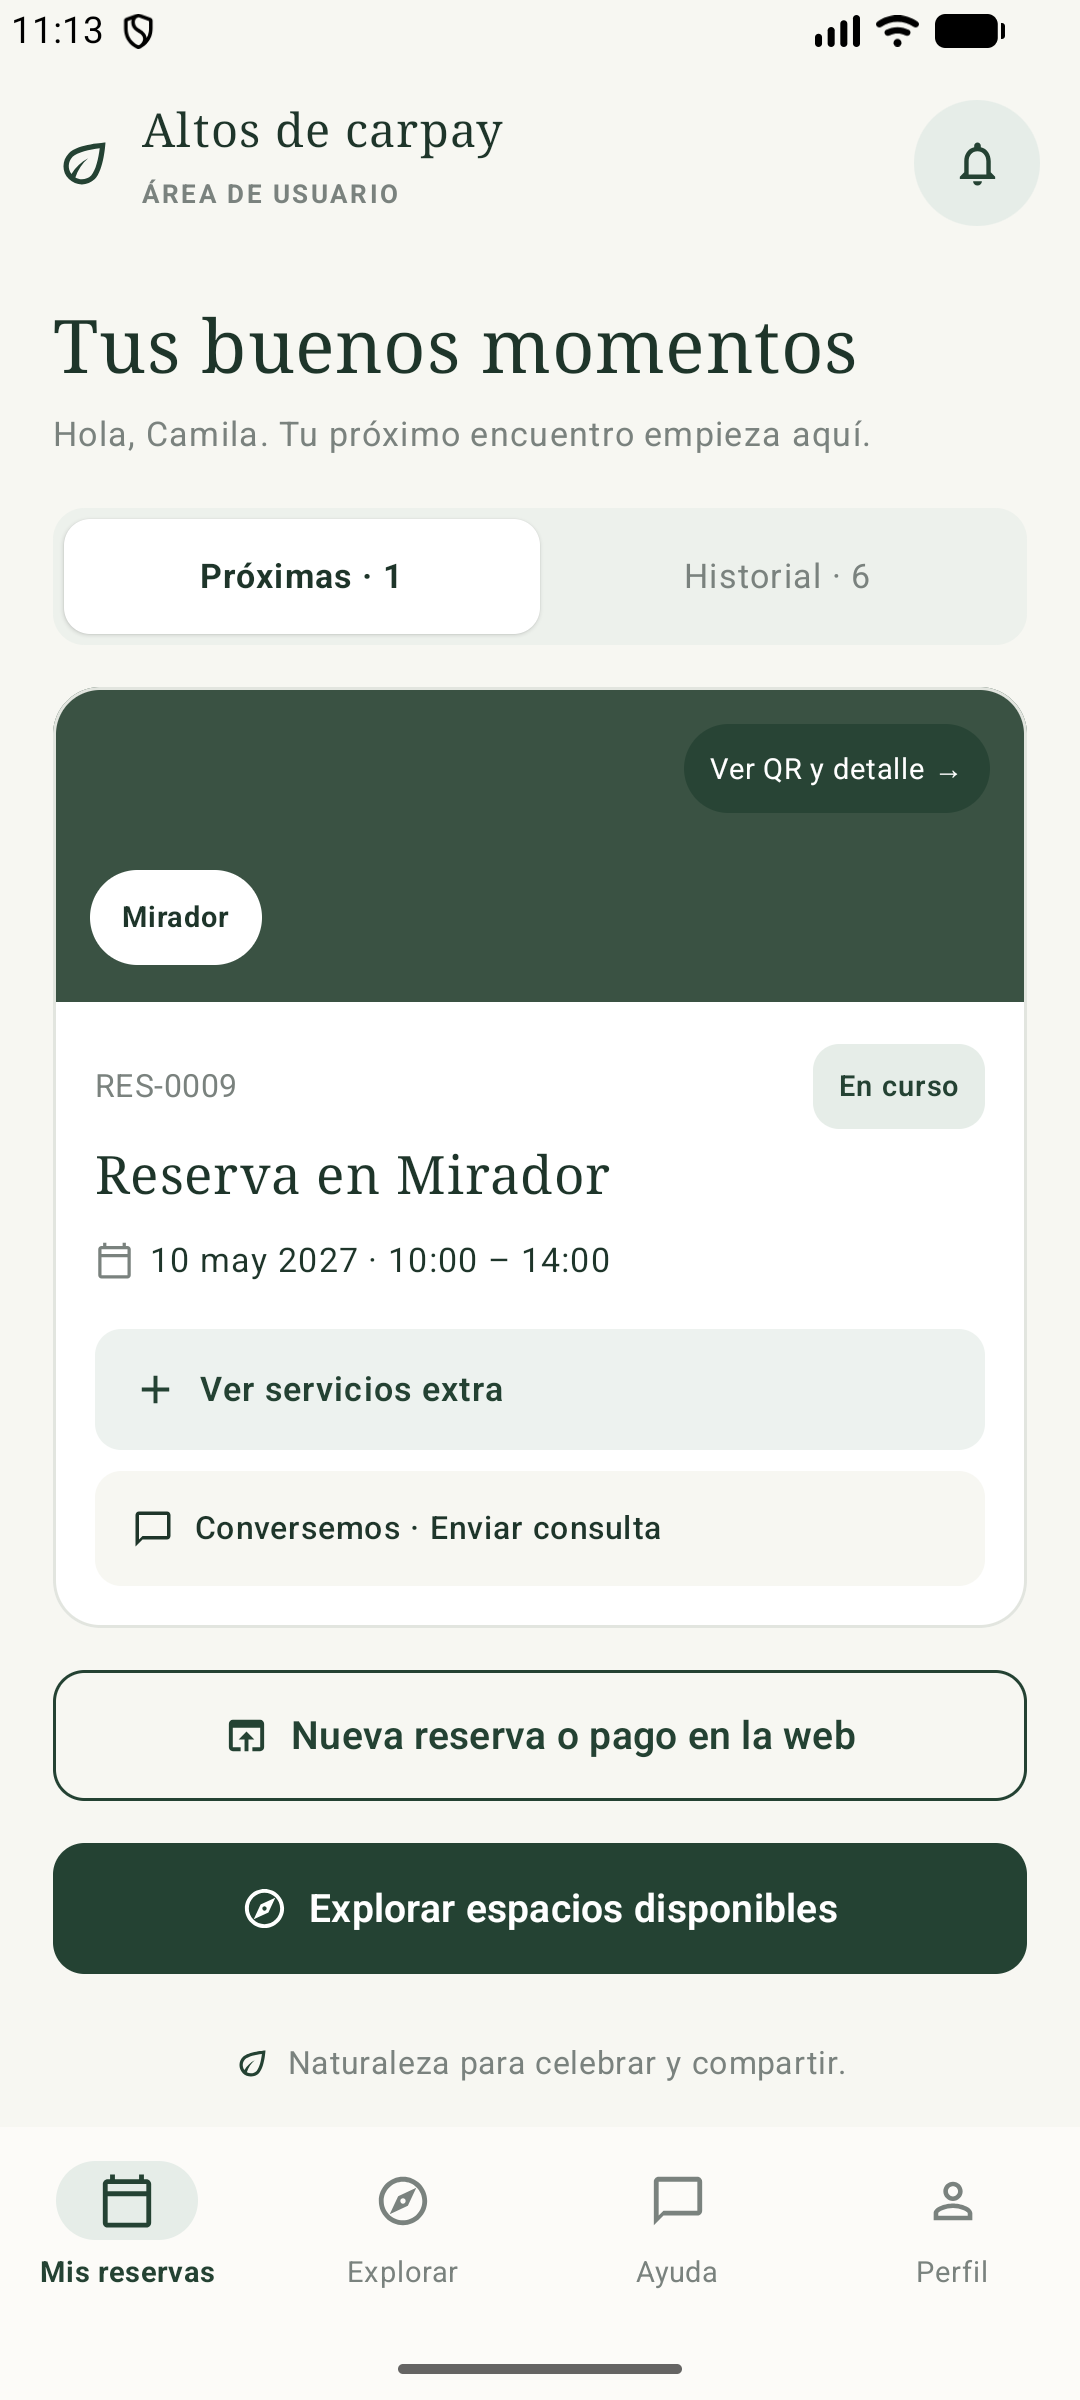 11:13
Altos de carpay
ÁREA DE USUARIO
Tus buenos momentos
Hola, Camila. Tu próximo encuentro empieza aquí.
Próximas · 1
Historial · 6
Ver QR y detalle →
Mirador
RES-0009
En curso
Reserva en Mirador
10 may 2027 · 10:00 – 14:00
Ver servicios extra
Conversemos · Enviar consulta
Nueva reserva o pago en la web
Explorar espacios disponibles
Naturaleza para celebrar y compartir.
Mis reservas
Explorar
Ayuda
Perfil